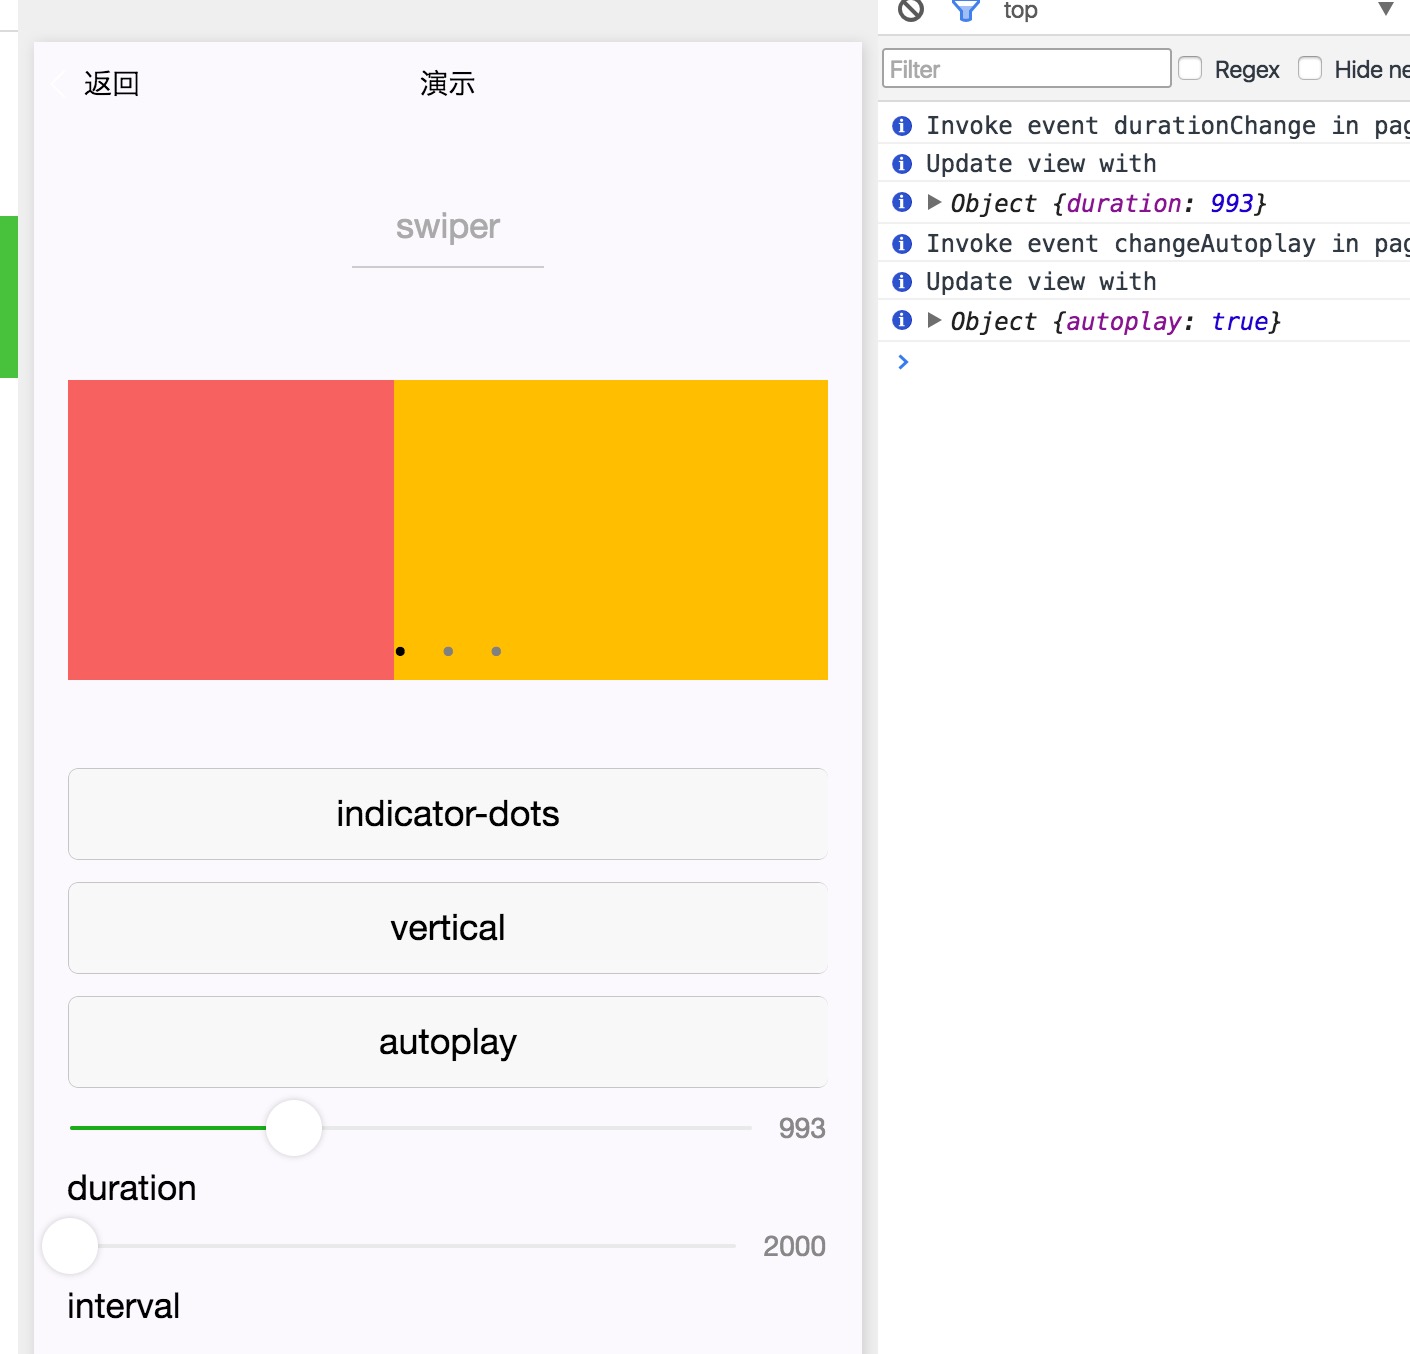 返回
演示
swiper
indicator-dots
vertical
autoplay
993
duration
2000
interval
top
Filter
Regex
Hide ne
Invoke event durationChange in pag
Update view with
Object {duration: 993}
Invoke event changeAutoplay in pag
Update view with
Object {autoplay: true}